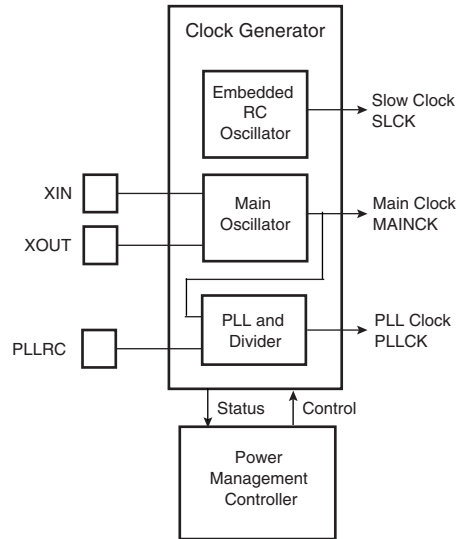 Clock Generator
Embedded
RC
Oscillator
Slow Clock
SLCK
XIN
Main
Oscillator
Main Clock
MAINCK
XOUT
PLL and
Divider
PLL Clock
PLLCK
PLLRC
Status
Control
Power
Management
Controller